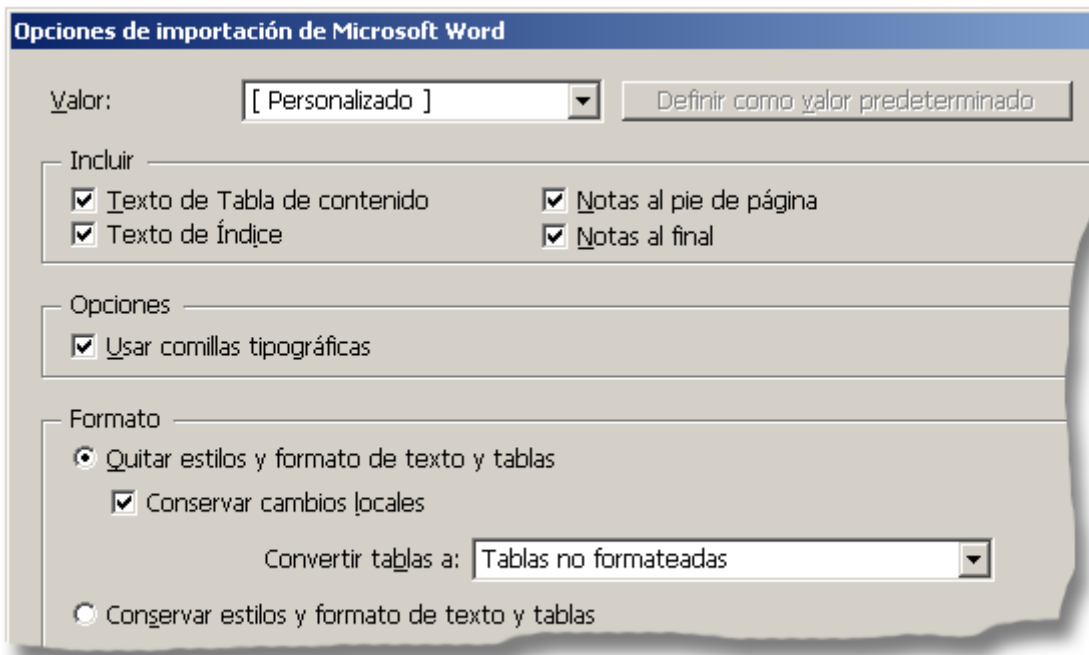 Opciones de importación de Microsoft Word
Valor: [ Personalizado ] Definir como valor predeterminado
Incluir
Texto de Tabla de contenido Notas al pie de página
Texto de Índice Notas al final
Opciones
Usar comillas tipográficas
Formato
Quitar estilos y formato de texto y tablas
Conservar cambios locales
Convertir tablas a: Tablas no formateadas
Conservar estilos y formato de texto y tablas